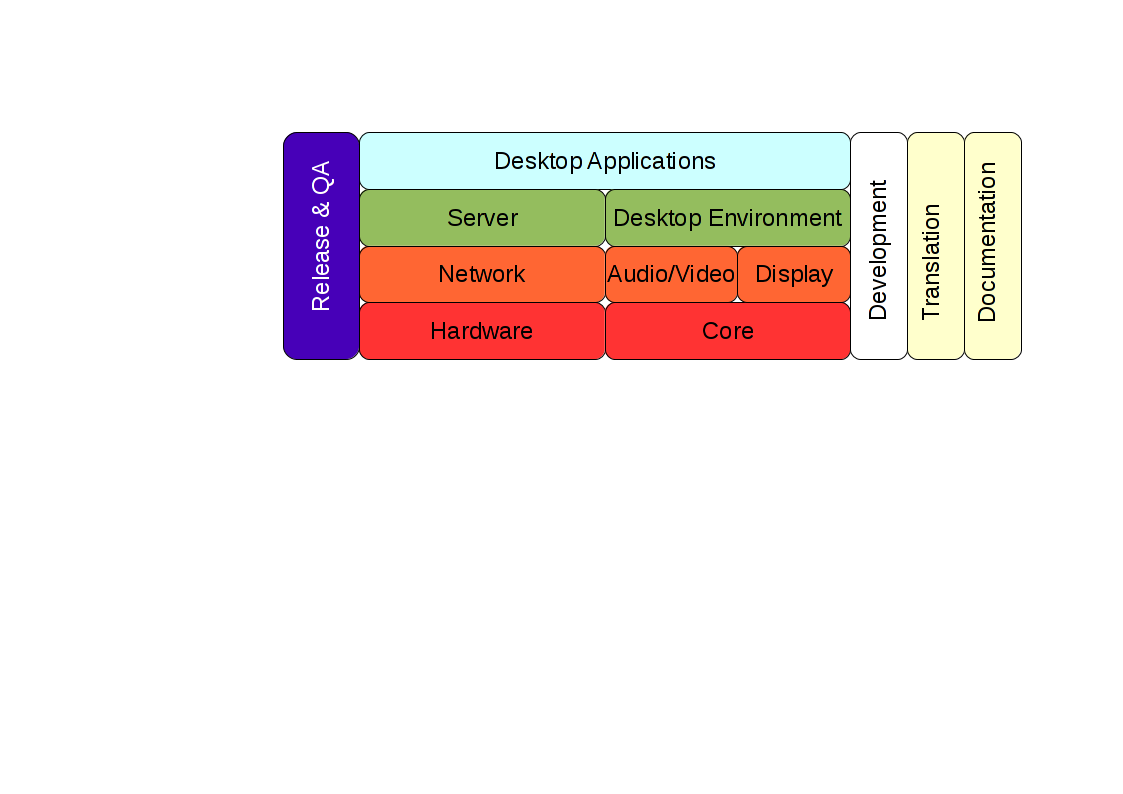 Release & QA
Desktop Applications
Server
Desktop Environment
Network
Audio/Video
Display
Hardware
Core
Development
Translation
Documentation